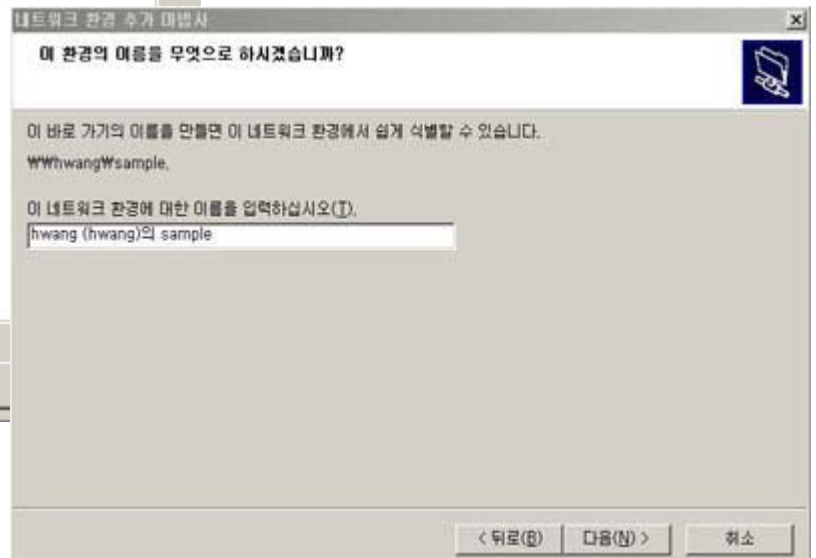 네트워크 환경 추가 마법사
이 환경의 이름을 무엇으로 하시겠습니까?
이 바로 가기의 이름을 만들면 이 네트워크 환경에서 쉽게 식별할 수 있습니다.
₩₩hwang₩sample.
이 네트워크 환경에 대한 이름을 입력하십시오(T).
hwang (hwang)의 sample
< 뒤로(B)
다음(N) >
취소